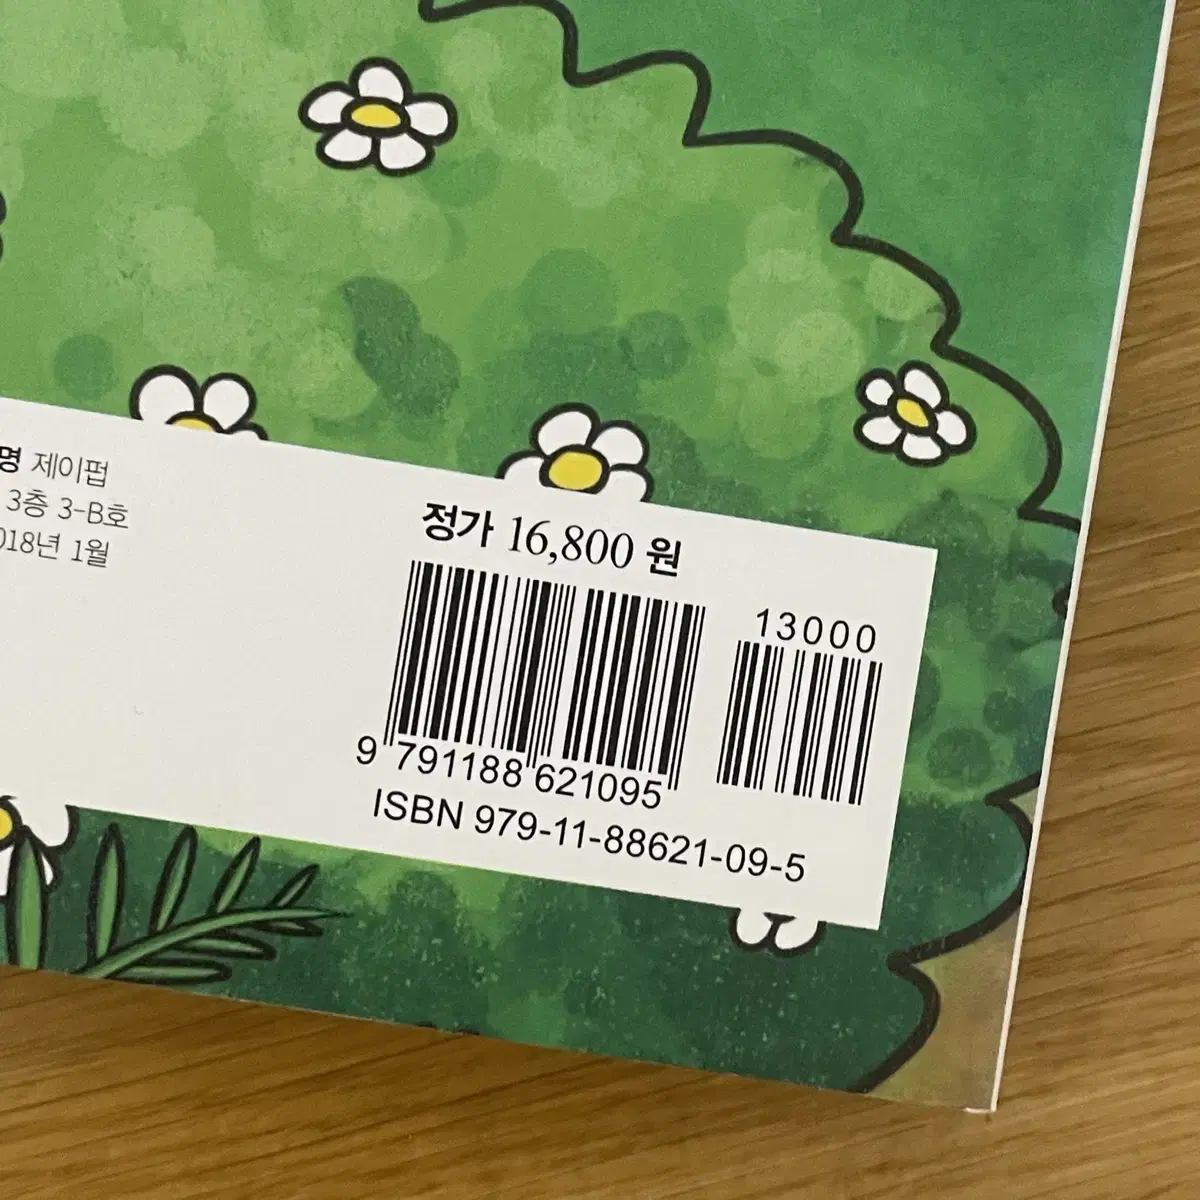 명 제이펍
3층 3-B호
018년 1월
정가 16,800 원
13000
9 791188 621095
ISBN 979-11-88621-09-5